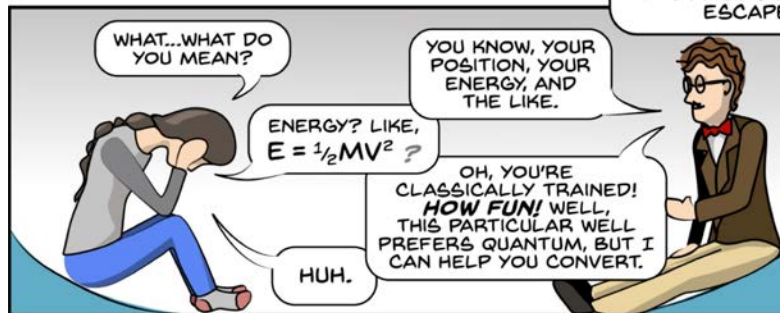 ESCAPE
WHAT...WHAT DO
YOU MEAN?
YOU KNOW, YOUR
POSITION, YOUR
ENERGY, AND
THE LIKE.
ENERGY? LIKE,
E = ½MV² ?
OH, YOU'RE
CLASSICALLY TRAINED!
HOW FUN! WELL,
THIS PARTICULAR WELL
PREFERS QUANTUM, BUT I
CAN HELP YOU CONVERT.
HUH.